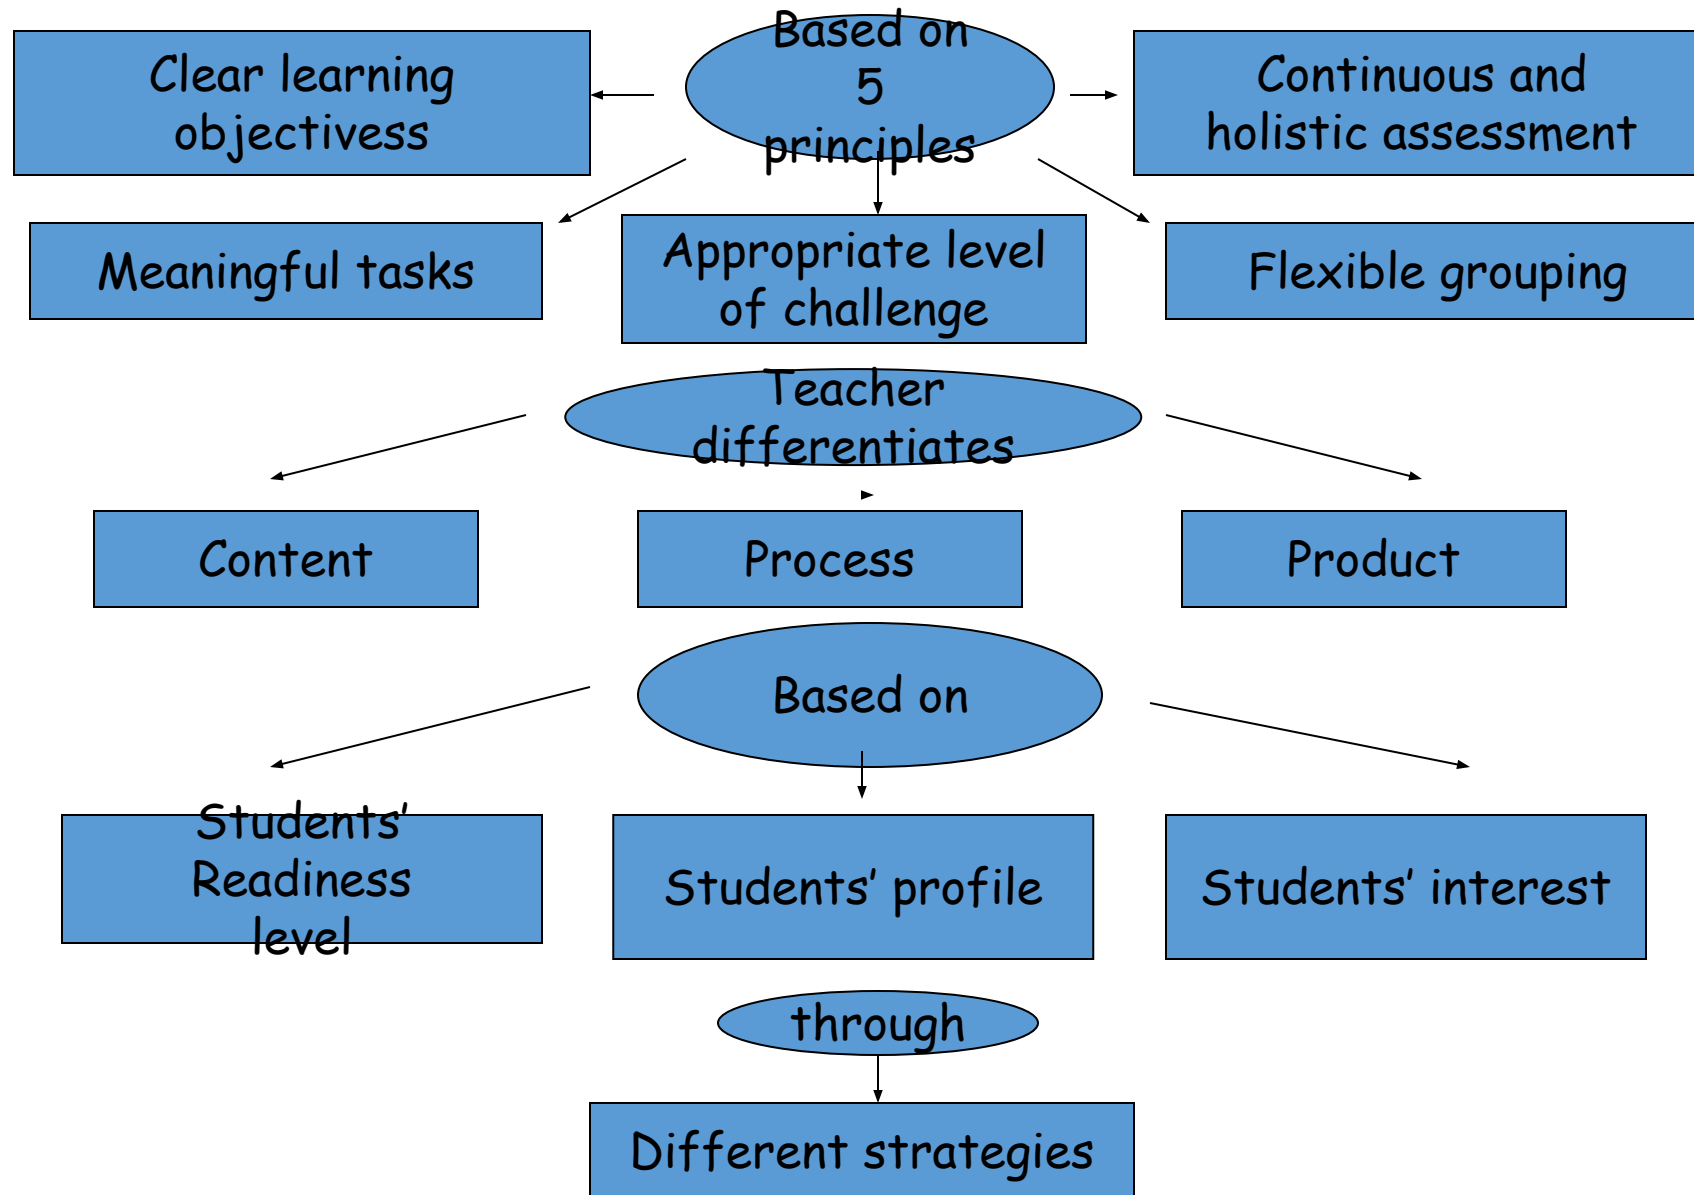 Based on
5
principles
Clear learning
objectivess
Continuous and
holistic assessment
Meaningful tasks
Appropriate level
of challenge
Flexible grouping
Teacher
differentiates
Content
Process
Product
Based on
Students’
Readiness
level
Students’ profile
Students’ interest
through
Different strategies